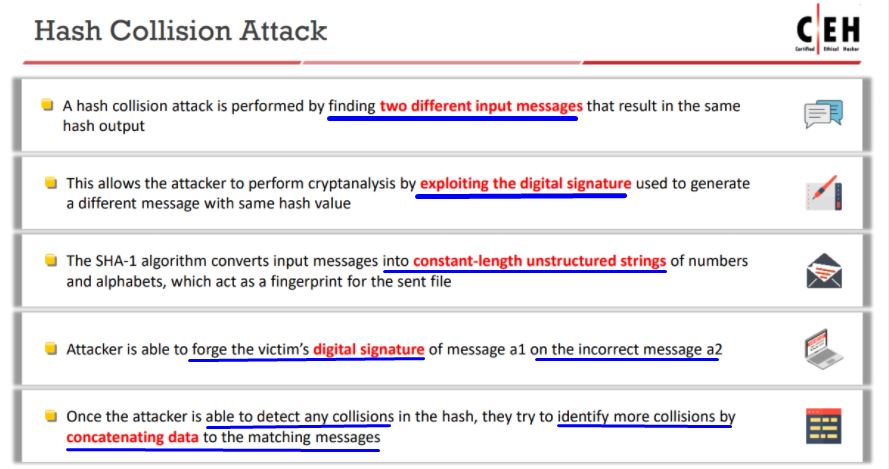 Hash Collision Attack
CEH
Certified Ethical Hacker
A hash collision attack is performed by finding two different input messages that result in the same
hash output
This allows the attacker to perform cryptanalysis by exploiting the digital signature used to generate
a different message with same hash value
The SHA-1 algorithm converts input messages into constant-length unstructured strings of numbers
and alphabets, which act as a fingerprint for the sent file
Attacker is able to forge the victim's digital signature of message a1 on the incorrect message a2
Once the attacker is able to detect any collisions in the hash, they try to identify more collisions by
concatenating data to the matching messages